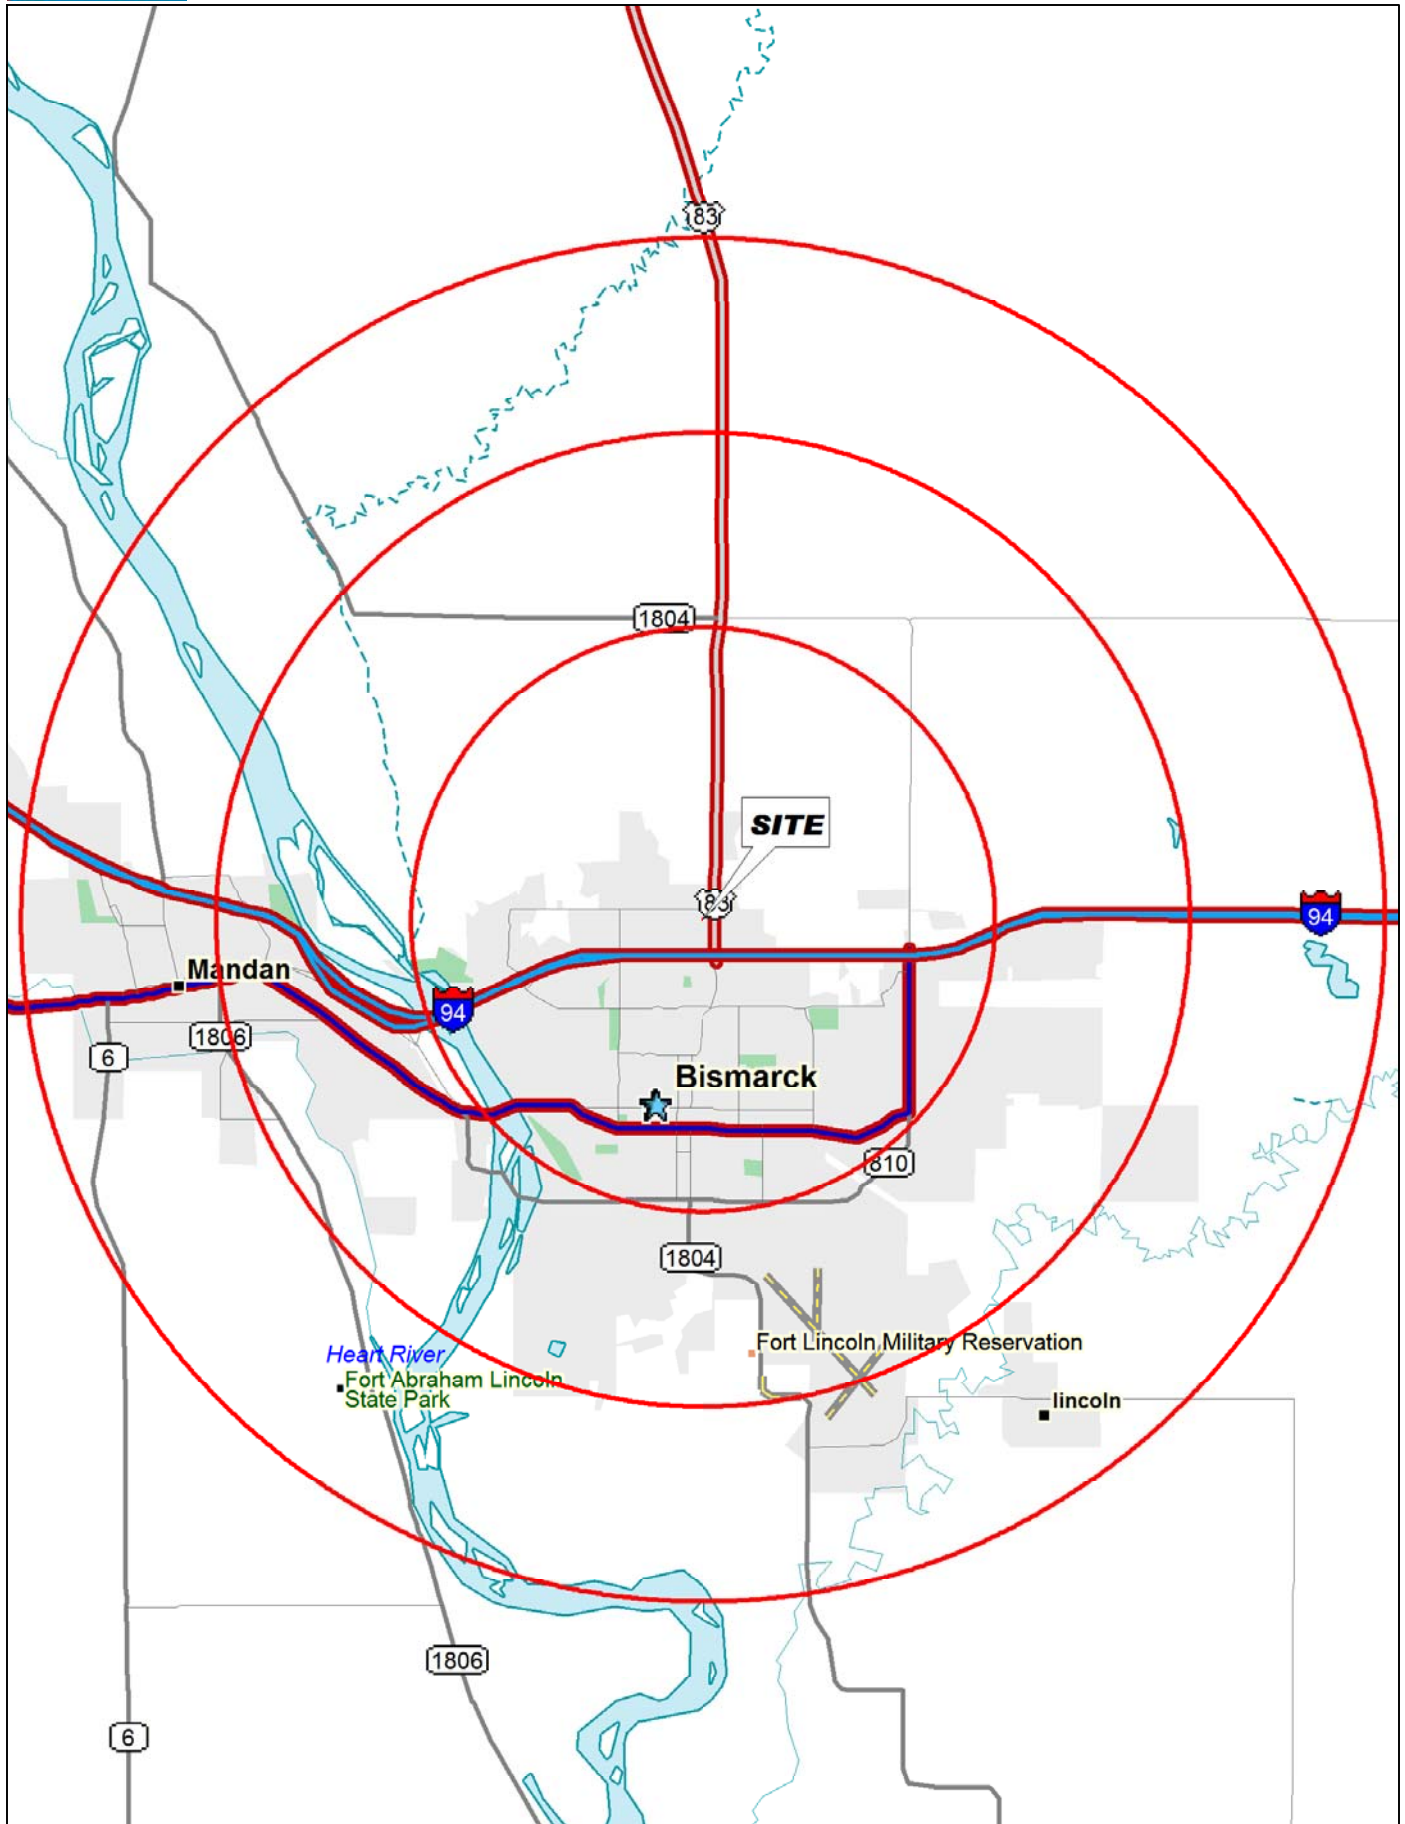 83
1804
SITE
83
94
Mandan
94
1806
6
Bismarck
810
1804
Fort Lincoln Military Reservation
Heart River
Fort Abraham Lincoln
State Park
lincoln
1806
6